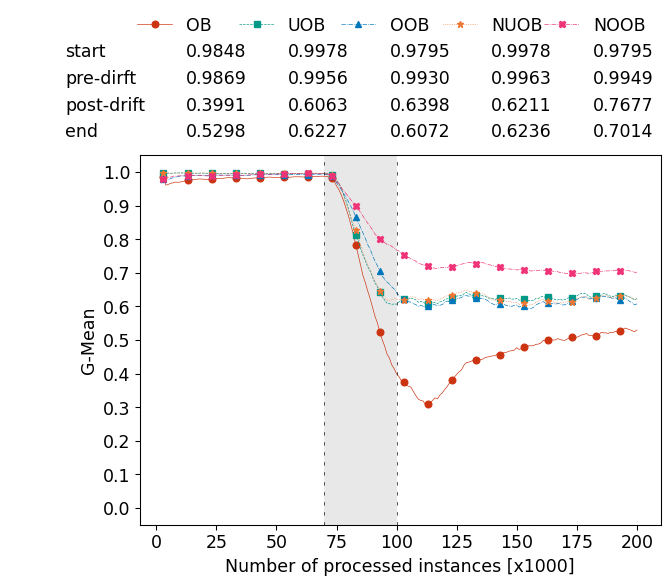 OB UOB OOB NUOB NOOB
start 0.9848 0.9978 0.9795 0.9978 0.9795
pre-dirft 0.9869 0.9956 0.9930 0.9963 0.9949
post-drift 0.3991 0.6063 0.6398 0.6211 0.7677
end 0.5298 0.6227 0.6072 0.6236 0.7014
1.0
0.9
0.8
0.7
0.6
0.5
0.4
0.3
0.2
0.1
0.0
G-Mean
0 25 50 75 100 125 150 175 200
Number of processed instances [x1000]